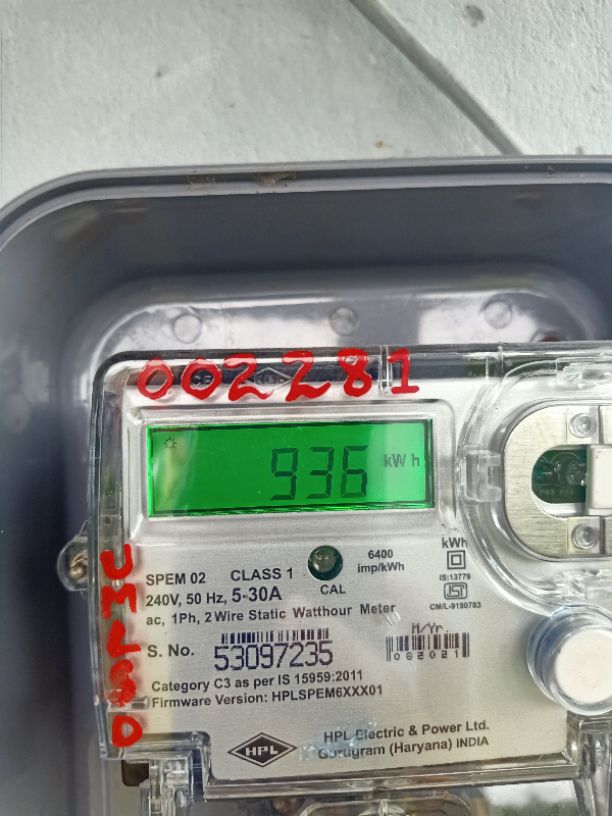 002281
936 kWh
SPEM 02 CLASS 1
240V, 50 Hz, 5-30A
ac, 1Ph, 2 Wire Static Watthour Meter
CAL
6400
imp/kWh
kWh
IS:13779
ISI
CM/L-9190783
S. No. 53097235
M/Yr.
082021
Category C3 as per IS 15959:2011
Firmware Version: HPLSPEM6XXX01
HPL
HPL Electric & Power Ltd.
Gurugram (Haryana) INDIA